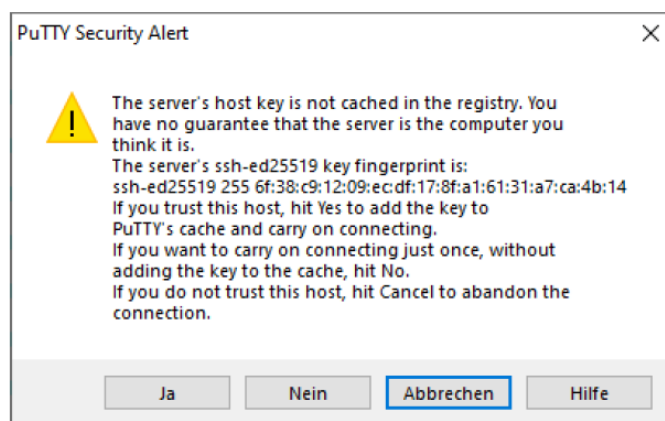 PuTTY Security Alert
The server's host key is not cached in the registry. You
have no guarantee that the server is the computer you
think it is.
The server's ssh-ed25519 key fingerprint is:
ssh-ed25519 255 6f:38:c9:12:09:ec:df:17:8f:a1:61:31:a7:ca:4b:14
If you trust this host, hit Yes to add the key to
PuTTY's cache and carry on connecting.
If you want to carry on connecting just once, without
adding the key to the cache, hit No.
If you do not trust this host, hit Cancel to abandon the
connection.
Ja Nein Abbrechen Hilfe